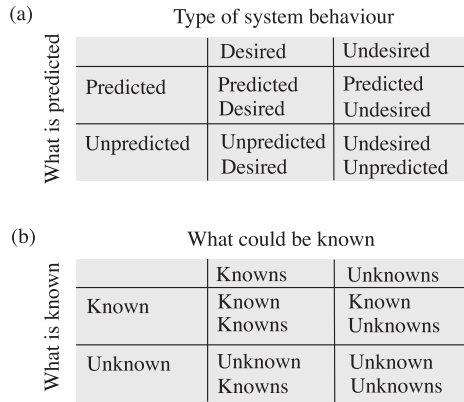 (a)
Type of system behaviour
What is predicted
Desired Undesired
Predicted Predicted Predicted
Desired Undesired
Unpredicted Unpredicted Undesired
Desired Unpredicted
(b)
What could be known
What is known
Knowns Unknowns
Known Known Known
Knowns Unknowns
Unknown Unknown Unknown
Knowns Unknowns